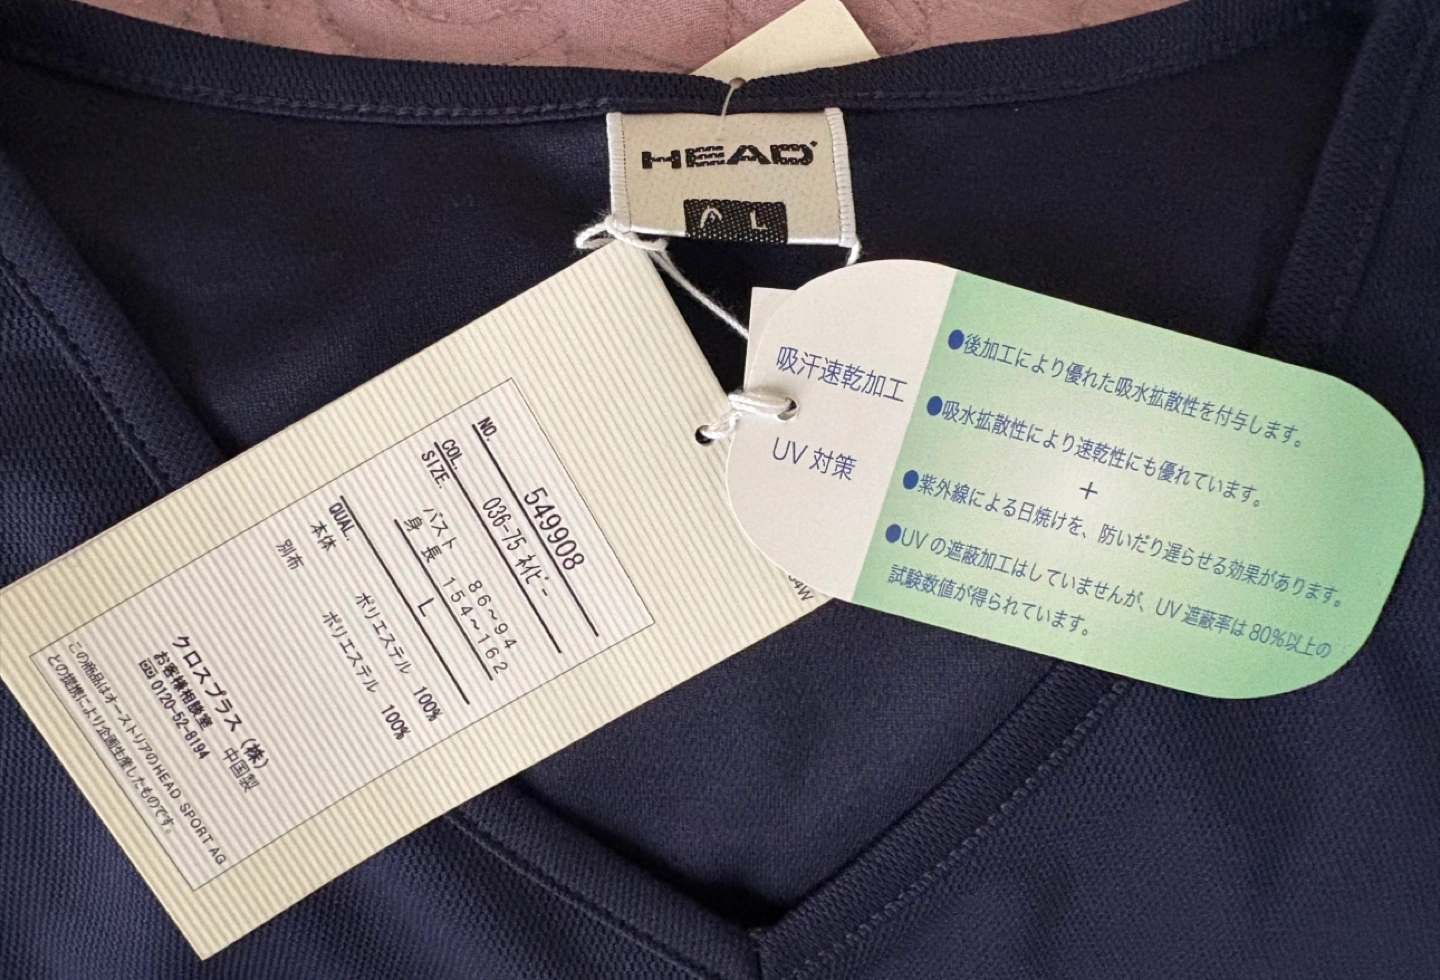 HEAD
L
NO. 549908
COL. 036-75 ネイビー
SIZE.
バスト 86~94
身長 154~162
L
QUAL.
本体 ポリエステル 100%
別布 ポリエステル 100%
クロスプラス(株)
お客様相談室 中国製
0120-52-8194
この商品はオーストリアのHEAD SPORT AG
との提携により企画生産したものです。
吸汗速乾加工
UV 対策
●後加工により優れた吸水拡散性を付与します。
●吸水拡散性により速乾性にも優れています。
+
●紫外線による日焼けを、防いだり遅らせる効果があります。
●UVの遮蔽加工はしていませんが、UV遮蔽率は80%以上の
試験数値が得られています。